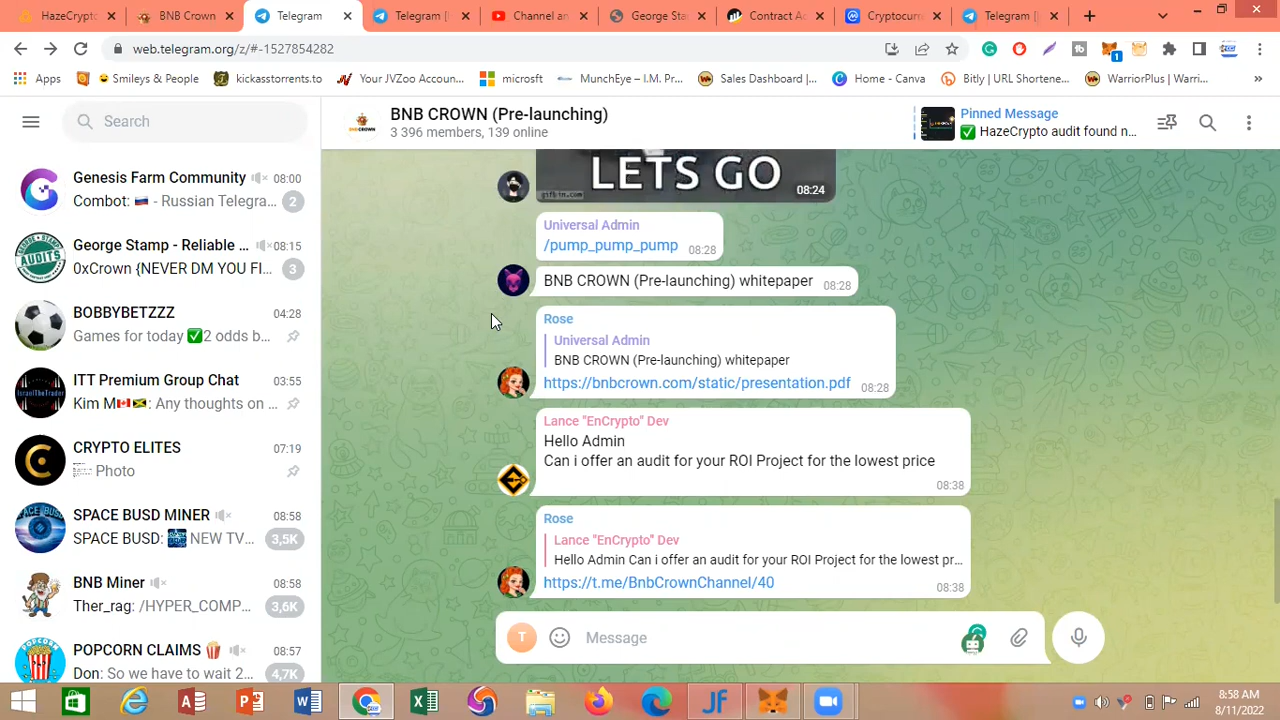 HazeCrypto
BNB Crown
Telegram
Telegram (
Channel an
George Sta
Contract A
Cryptocurr
Telegram (
web.telegram.org/z/#-1527854282
1
Apps
Smileys & People
kickasstorrents.to
Your JVZoo Accoun...
microsft
MunchEye – I.M. Pr...
Sales Dashboard |...
Home - Canva
Bitly | URL Shortene...
WarriorPlus | Warri...
»
Search
Genesis Farm Community
08:00
Combot: - Russian Telegra...
2
George Stamp - Reliable ...
08:15
0xCrown {NEVER DM YOU FI...
3
BOBBYBETZZZ
04:28
Games for today ✅2 odds b...
ITT Premium Group Chat
03:55
Kim M🇨🇦🇯🇲: Any thoughts on ...
CRYPTO ELITES
07:19
Photo
SPACE BUSD MINER
08:58
SPACE BUSD: NEW TV...
3,5K
BNB Miner
08:58
Ther_rag: /HYPER_COMP...
3,6K
POPCORN CLAIMS 🍿
08:57
Don: So we have to wait 2...
4,7K
BNB CROWN (Pre-launching)
3 396 members, 139 online
Pinned Message
✅ HazeCrypto audit found n...
LETS GO
gifkin.com
08:24
Universal Admin
/pump_pump_pump
08:28
BNB CROWN (Pre-launching) whitepaper
08:28
Rose
Universal Admin
BNB CROWN (Pre-launching) whitepaper
https://bnbcrown.com/static/presentation.pdf
08:28
Lance "EnCrypto" Dev
Hello Admin
Can i offer an audit for your ROI Project for the lowest price
08:38
Rose
Lance "EnCrypto" Dev
Hello Admin Can i offer an audit for your ROI Project for the lowest pr...
https://t.me/BnbCrownChannel/40
08:38
T
Message
8:58 AM
8/11/2022